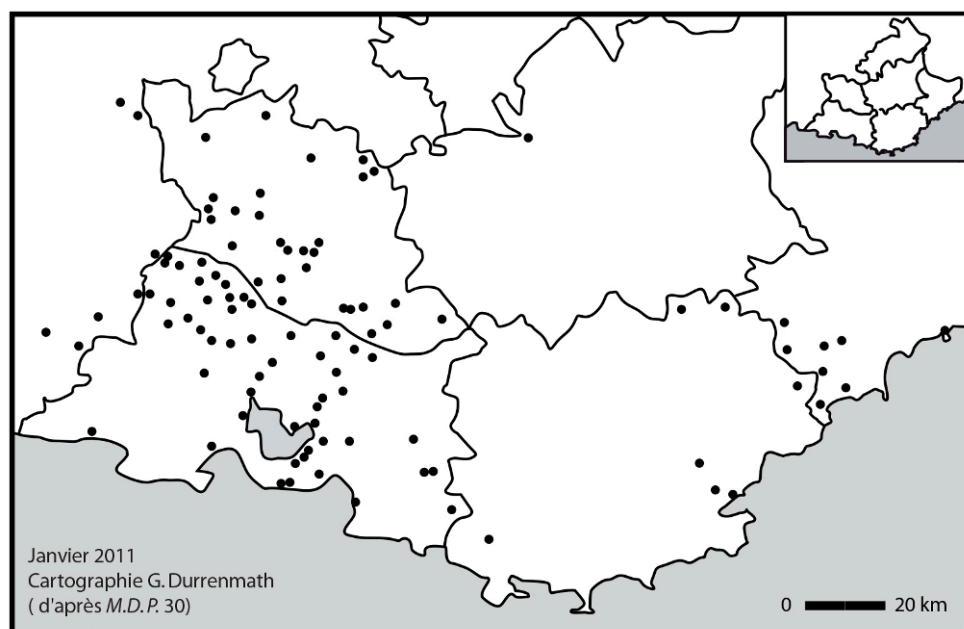 Janvier 2011
Cartographie G. Durrenmath
( d'après M.D.P. 30)
0 20 km